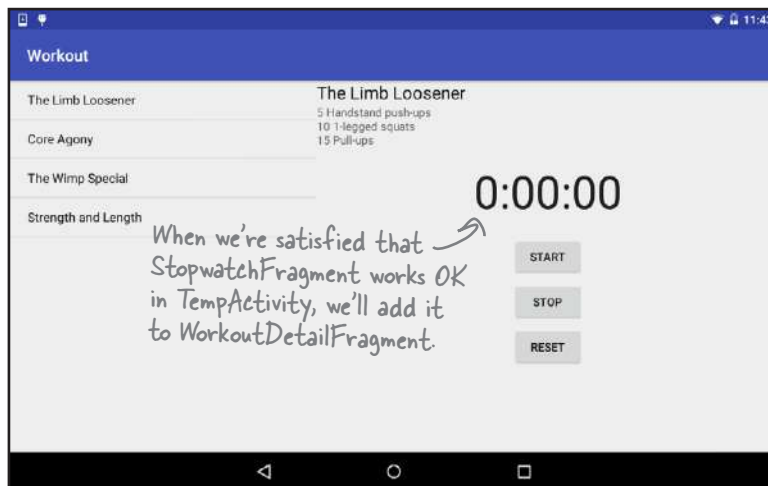 11:43
Workout
The Limb Loosener
Core Agony
The Wimp Special
Strength and Length
The Limb Loosener
5 Handstand push-ups
10 1-legged squats
15 Pull-ups
0:00:00
START
STOP
RESET
When we're satisfied that
StopwatchFragment works OK
in TempActivity, we'll add it
to WorkoutDetailFragment.